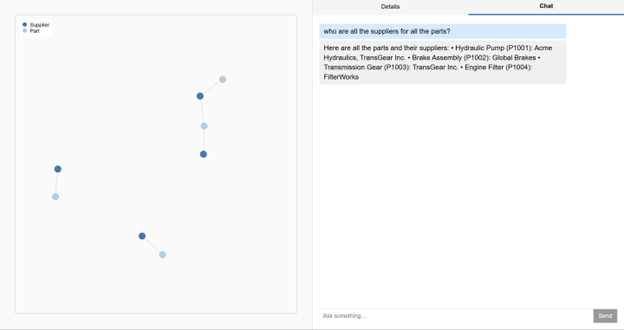 Supplier
Part
Details
Chat
who are all the suppliers for all the parts?
Here are all the parts and their suppliers: • Hydraulic Pump (P1001): Acme
Hydraulics, TransGear Inc. • Brake Assembly (P1002): Global Brakes •
Transmission Gear (P1003): TransGear Inc. • Engine Filter (P1004):
FilterWorks
Ask something...
Send